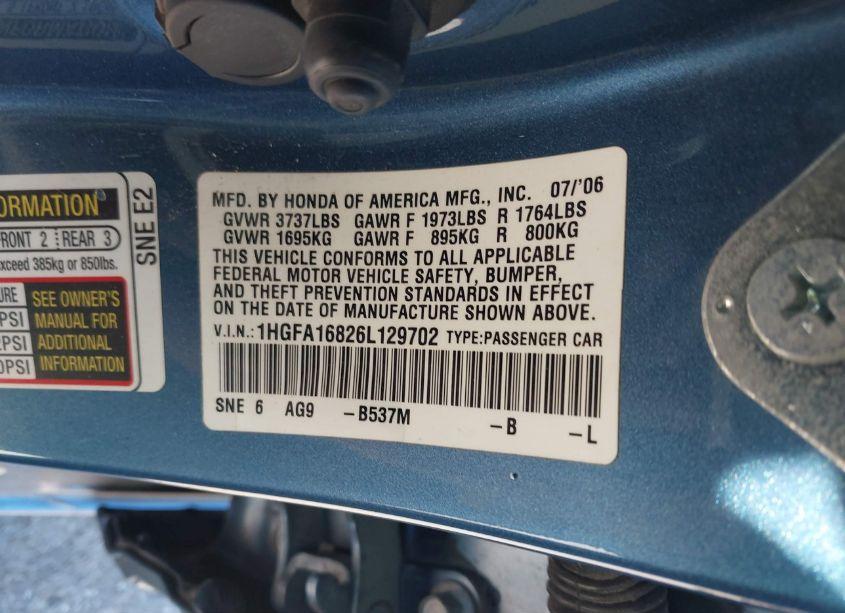 ORMATION
FRONT 2 REAR 3
exceed 385kg or 850lbs.
URE SEE OWNER'S
PSI MANUAL FOR
PSI ADDITIONAL
0PSI INFORMATION
SNE E2
MFD. BY HONDA OF AMERICA MFG., INC. 07/'06
GVWR 3737LBS GAWR F 1973LBS R 1764LBS
GVWR 1695KG GAWR F 895KG R 800KG
THIS VEHICLE CONFORMS TO ALL APPLICABLE
FEDERAL MOTOR VEHICLE SAFETY, BUMPER,
AND THEFT PREVENTION STANDARDS IN EFFECT
ON THE DATE OF MANUFACTURE SHOWN ABOVE.
V.I.N.: 1HGFA16826L129702 TYPE:PASSENGER CAR
SNE 6 AG9 -B537M -B -L